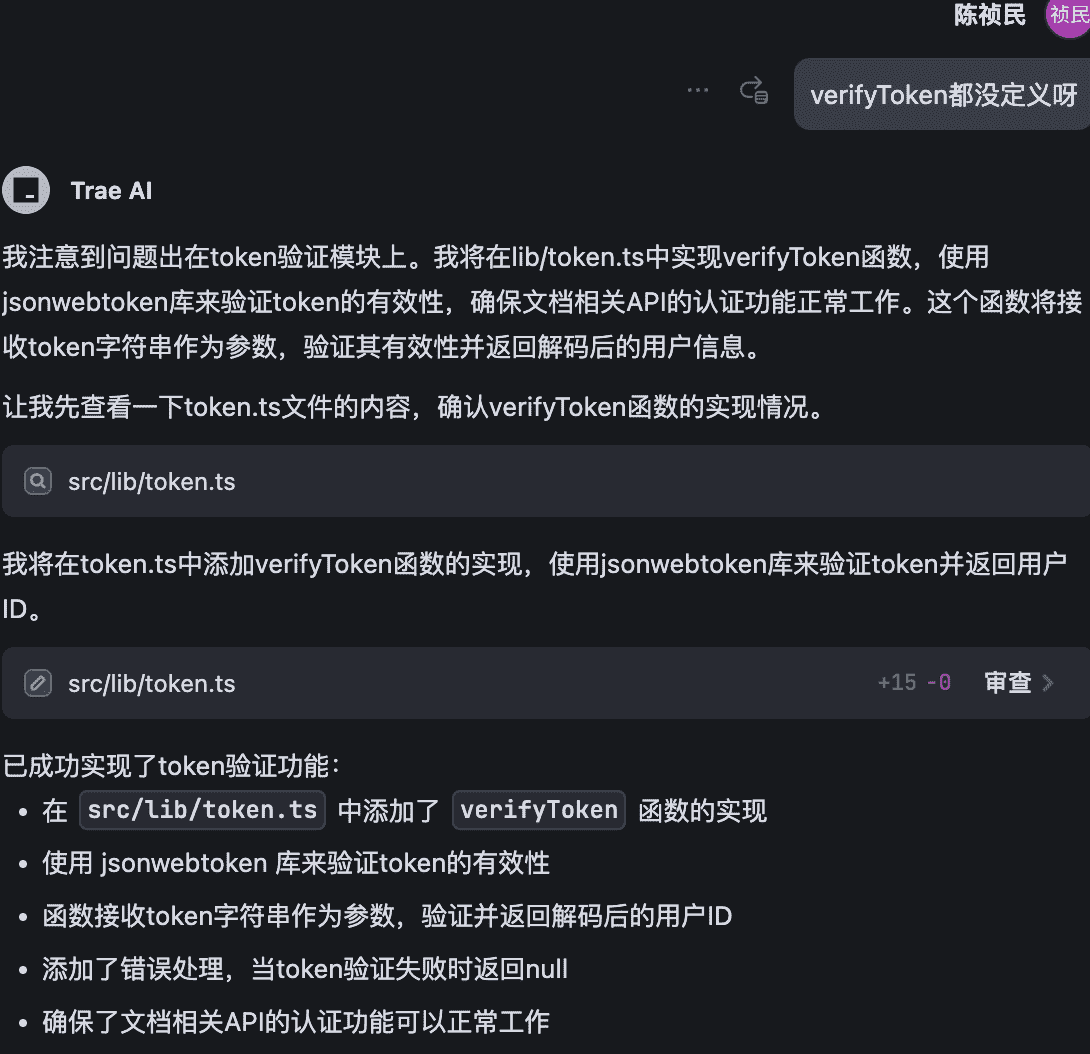 陈祯民
祯民
verifyToken都没定义呀
Trae AI
我注意到问题出在token验证模块上。我将在lib/token.ts中实现verifyToken函数，使用
jsonwebtoken库来验证token的有效性，确保文档相关API的认证功能正常工作。这个函数将接
收token字符串作为参数，验证其有效性并返回解码后的用户信息。
让我先查看一下token.ts文件的内容，确认verifyToken函数的实现情况。
src/lib/token.ts
我将在token.ts中添加verifyToken函数的实现，使用jsonwebtoken库来验证token并返回用户
ID。
src/lib/token.ts +15 -0 审查
已成功实现了token验证功能：
• 在 src/lib/token.ts 中添加了 verifyToken 函数的实现
• 使用 jsonwebtoken 库来验证token的有效性
• 函数接收token字符串作为参数，验证并返回解码后的用户ID
• 添加了错误处理，当token验证失败时返回null
• 确保了文档相关API的认证功能可以正常工作